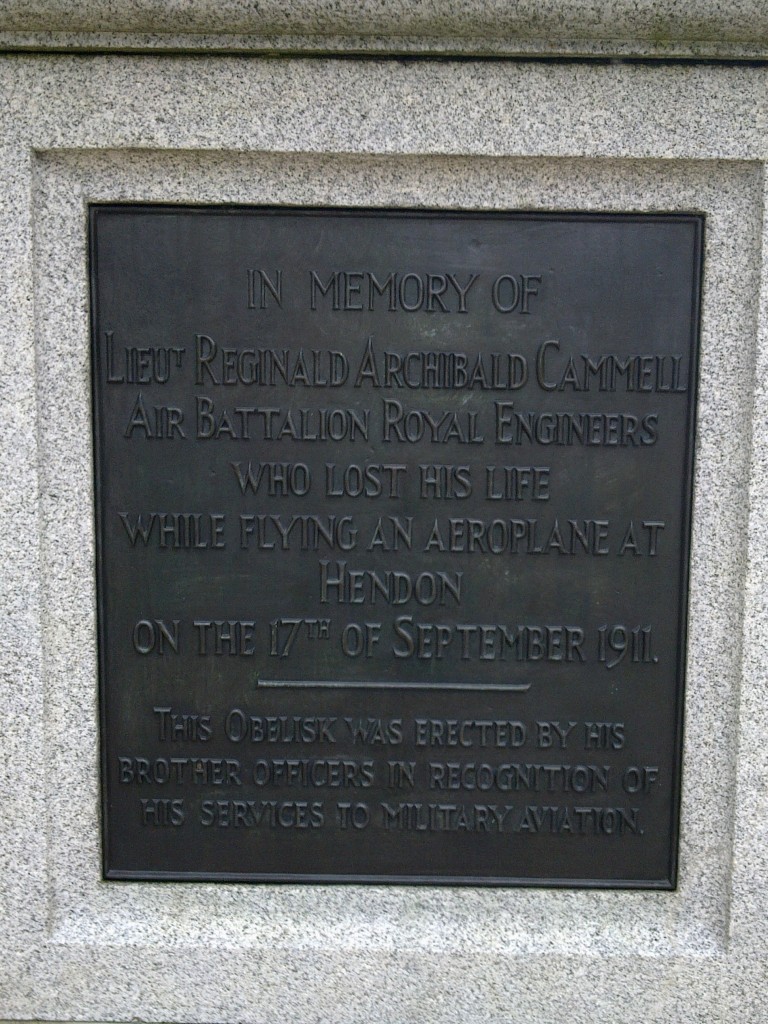 IN MEMORY OF
LIEUT REGINALD ARCHIBALD CAMMELL
AIR BATTALION ROYAL ENGINEERS
WHO LOST HIS LIFE
WHILE FLYING AN AEROPLANE AT
HENDON
ON THE 17TH OF SEPTEMBER 1911.
THIS OBELISK WAS ERECTED BY HIS
BROTHER OFFICERS IN RECOGNITION OF
HIS SERVICES TO MILITARY AVIATION.